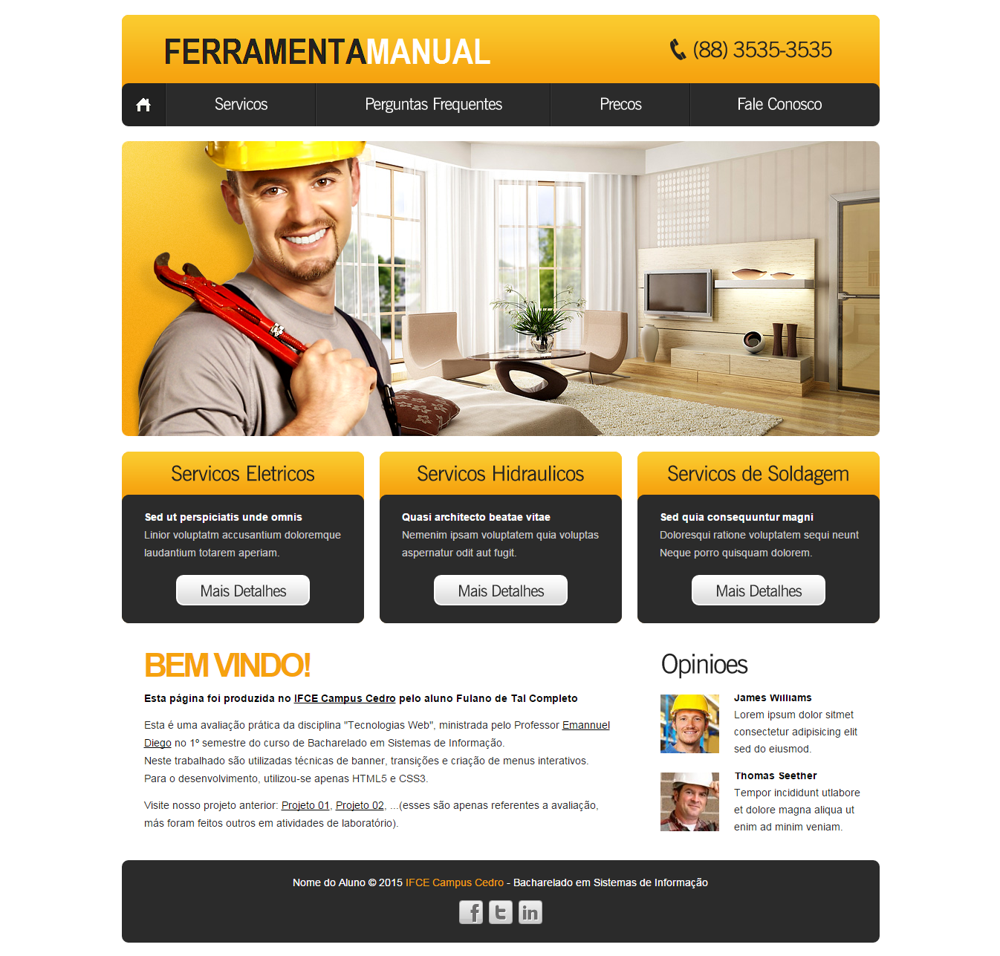 FERRAMENTAMANUAL
(88) 3535-3535
Servicos
Perguntas Frequentes
Precos
Fale Conosco
Servicos Eletricos
Sed ut perspiciatis unde omnis
Linior voluptatm accusantium doloremque
laudantium totarem aperiam.
Mais Detalhes
Servicos Hidraulicos
Quasi architecto beatae vitae
Nemenim ipsam voluptatem quia voluptas
aspernatur odit aut fugit.
Mais Detalhes
Servicos de Soldagem
Sed quia consequuntur magni
Doloresqui ratione voluptatem sequi neunt
Neque porro quisquam dolorem.
Mais Detalhes
BEM VINDO!
Esta página foi produzida no IFCE Campus Cedro pelo aluno Fulano de Tal Completo
Esta é uma avaliação prática da disciplina "Tecnologias Web", ministrada pelo Professor Emannuel
Diego no 1º semestre do curso de Bacharelado em Sistemas de Informação.
Neste trabalhado são utilizadas técnicas de banner, transições e criação de menus interativos.
Para o desenvolvimento, utilizou-se apenas HTML5 e CSS3.
Visite nosso projeto anterior: Projeto 01, Projeto 02, ...(esses são apenas referentes a avaliação,
más foram feitos outros em atividades de laboratório).
Opinioes
James Williams
Lorem ipsum dolor sitmet
consectetur adipisicing elit
sed do eiusmod.
Thomas Seether
Tempor incididunt utlabore
et dolore magna aliqua ut
enim ad minim veniam.
Nome do Aluno © 2015 IFCE Campus Cedro - Bacharelado em Sistemas de Informação
f t in